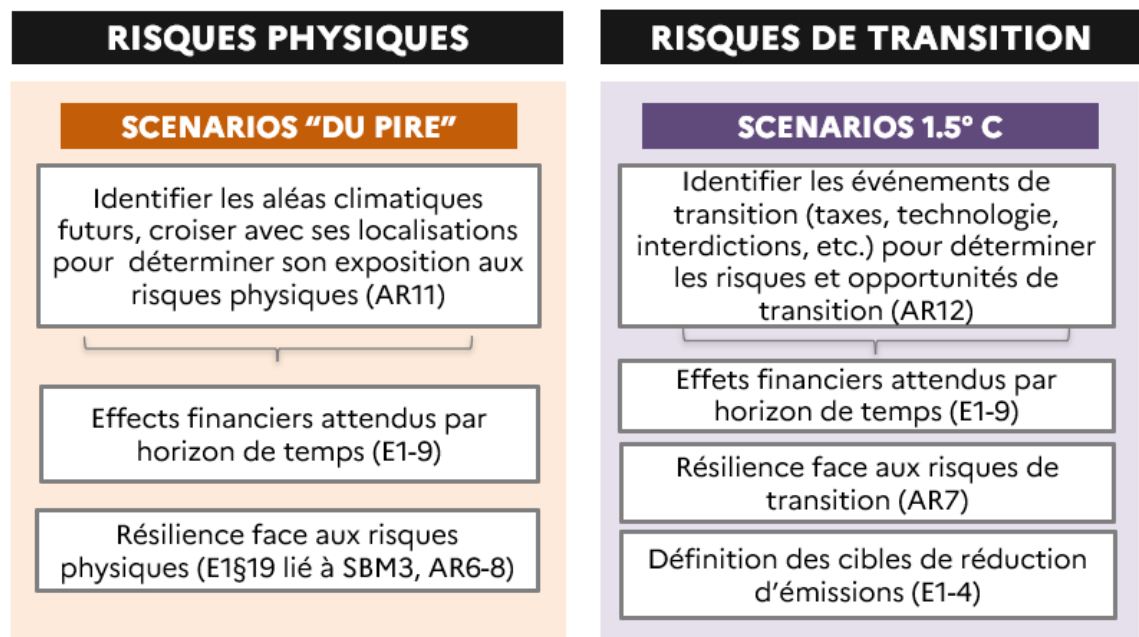 RISQUES PHYSIQUES
SCENARIOS “DU PIRE”
Identifier les aléas climatiques
futurs, croiser avec ses localisations
pour déterminer son exposition aux
risques physiques (AR11)
Effects financiers attendus par
horizon de temps (E1-9)
Résilience face aux risques
physiques (E1§19 lié à SBM3, AR6-8)
RISQUES DE TRANSITION
SCENARIOS 1.5° C
Identifier les événements de
transition (taxes, technologie,
interdictions, etc.) pour déterminer
les risques et opportunités de
transition (AR12)
Effets financiers attendus par
horizon de temps (E1-9)
Résilience face aux risques de
transition (AR7)
Définition des cibles de réduction
d’émissions (E1-4)